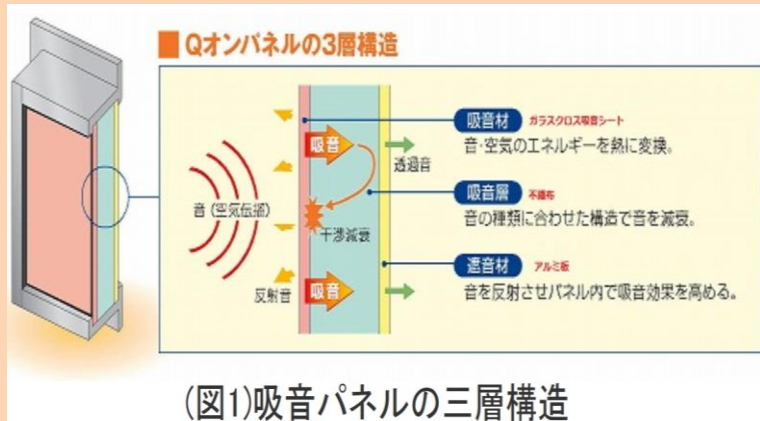 ■ Qオンパネルの3層構造
吸音材 ガラスクロス吸音シート
音・空気のエネルギーを熱に変換。
吸音
透過音
吸音層 不織布
音の種類に合わせた構造で音を減衰。
音(空気伝播)
干渉減衰
遮音材 アルミ板
音を反射させパネル内で吸音効果を高める。
反射音
吸音
(図1)吸音パネルの三層構造